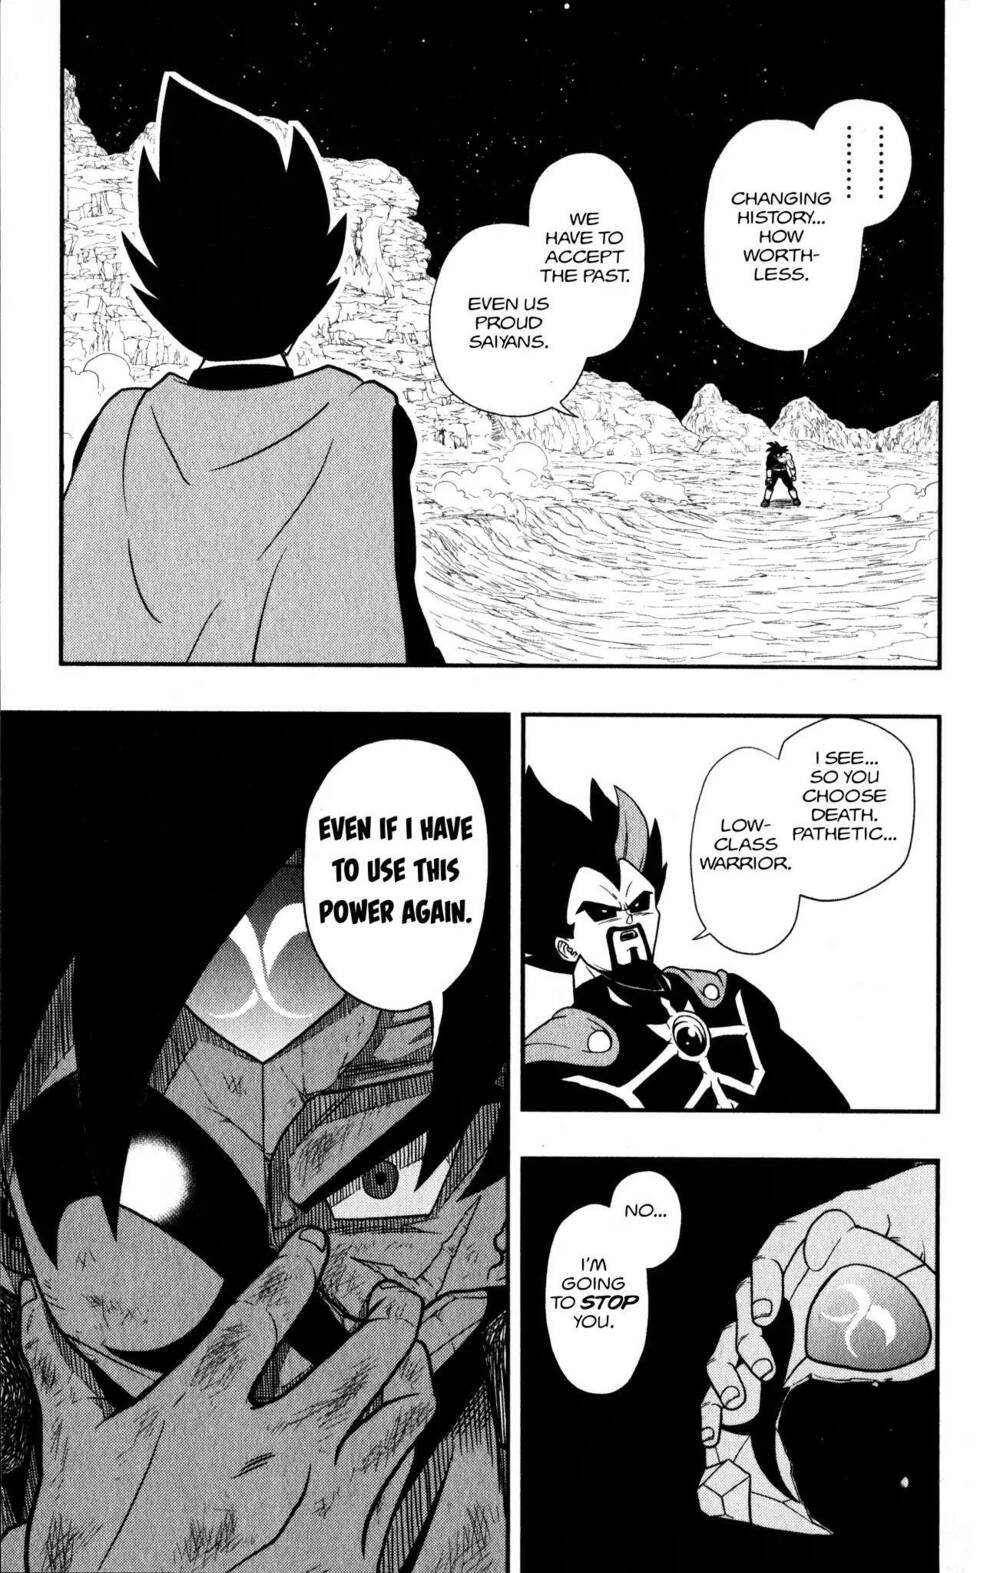 CHANGING
HISTORY...
HOW
WORTH-
LESS.
WE
HAVE TO
ACCEPT
THE PAST.
EVEN US
PROUD
SAIYANS.
I SEE...
SO YOU
CHOOSE
DEATH.
PATHETIC...
LOW-
CLASS
WARRIOR.
NO...
I'M
GOING
TO STOP
YOU.
EVEN IF I HAVE
TO USE THIS
POWER AGAIN.